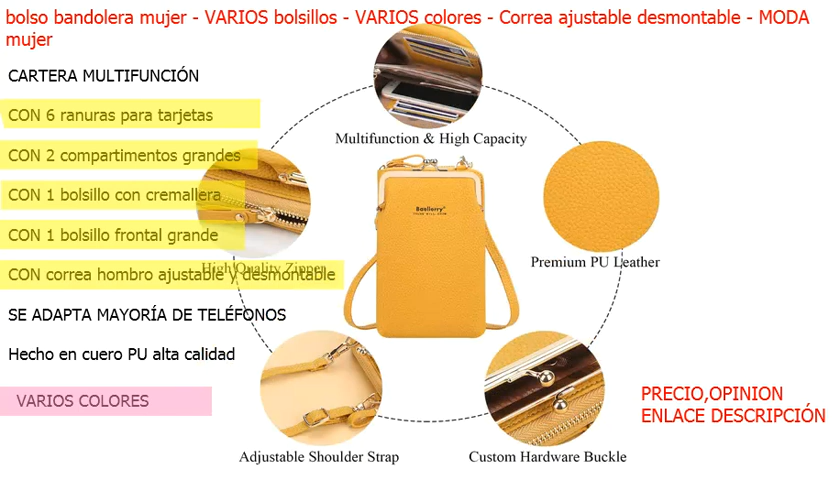 bolso bandolera mujer - VARIOS bolsillos - VARIOS colores - Correa ajustable desmontable - MODA
mujer
CARTERA MULTIFUNCIÓN
CON 6 ranuras para tarjetas
CON 2 compartimentos grandes
CON 1 bolsillo con cremallera
CON 1 bolsillo frontal grande
CON correa hombro ajustable y desmontable
SE ADAPTA MAYORÍA DE TELÉFONOS
Hecho en cuero PU alta calidad
VARIOS COLORES
Multifunction & High Capacity
High Quality Zipper
Baellerry
Premium PU Leather
Adjustable Shoulder Strap
Custom Hardware Buckle
PRECIO,OPINION
ENLACE DESCRIPCIÓN